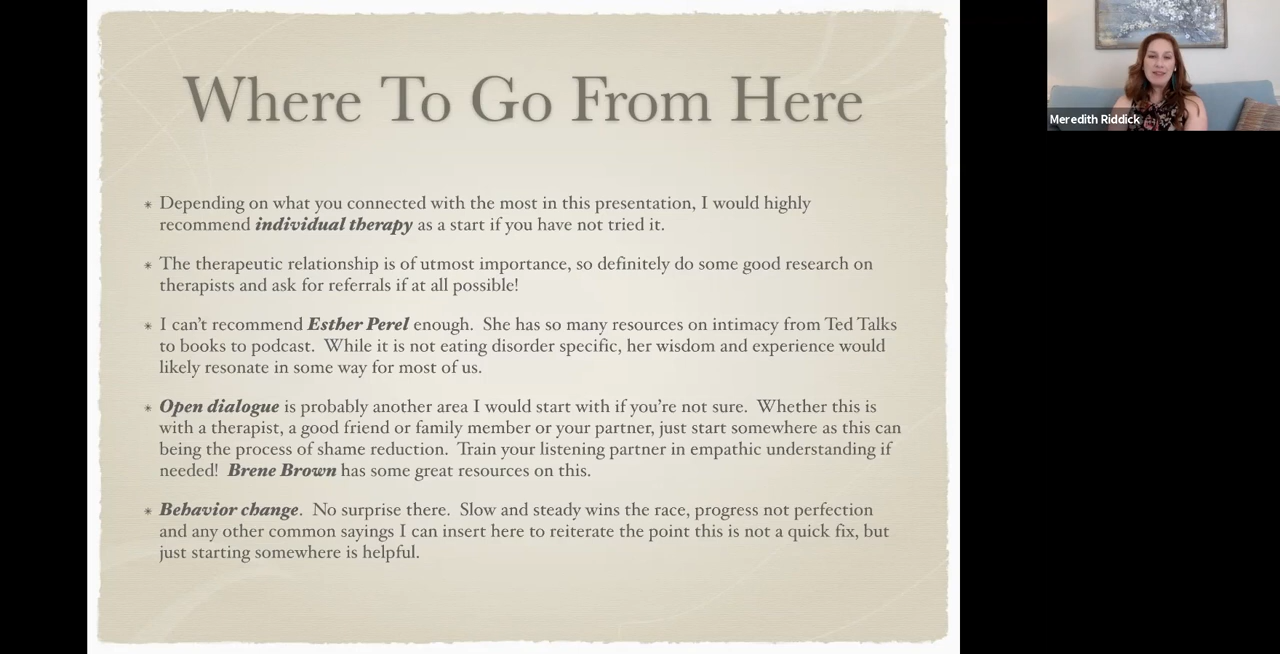 Where To Go From Here
* Depending on what you connected with the most in this presentation, I would highly
recommend individual therapy as a start if you have not tried it.
* The therapeutic relationship is of utmost importance, so definitely do some good research on
therapists and ask for referrals if at all possible!
* I can't recommend Esther Perel enough. She has so many resources on intimacy from Ted Talks
to books to podcast. While it is not eating disorder specific, her wisdom and experience would
likely resonate in some way for most of us.
* Open dialogue is probably another area I would start with if you're not sure. Whether this is
with a therapist, a good friend or family member or your partner, just start somewhere as this can
being the process of shame reduction. Train your listening partner in empathic understanding if
needed! Brene Brown has some great resources on this.
* Behavior change. No surprise there. Slow and steady wins the race, progress not perfection
and any other common sayings I can insert here to reiterate the point this is not a quick fix, but
just starting somewhere is helpful.
Meredith Riddick